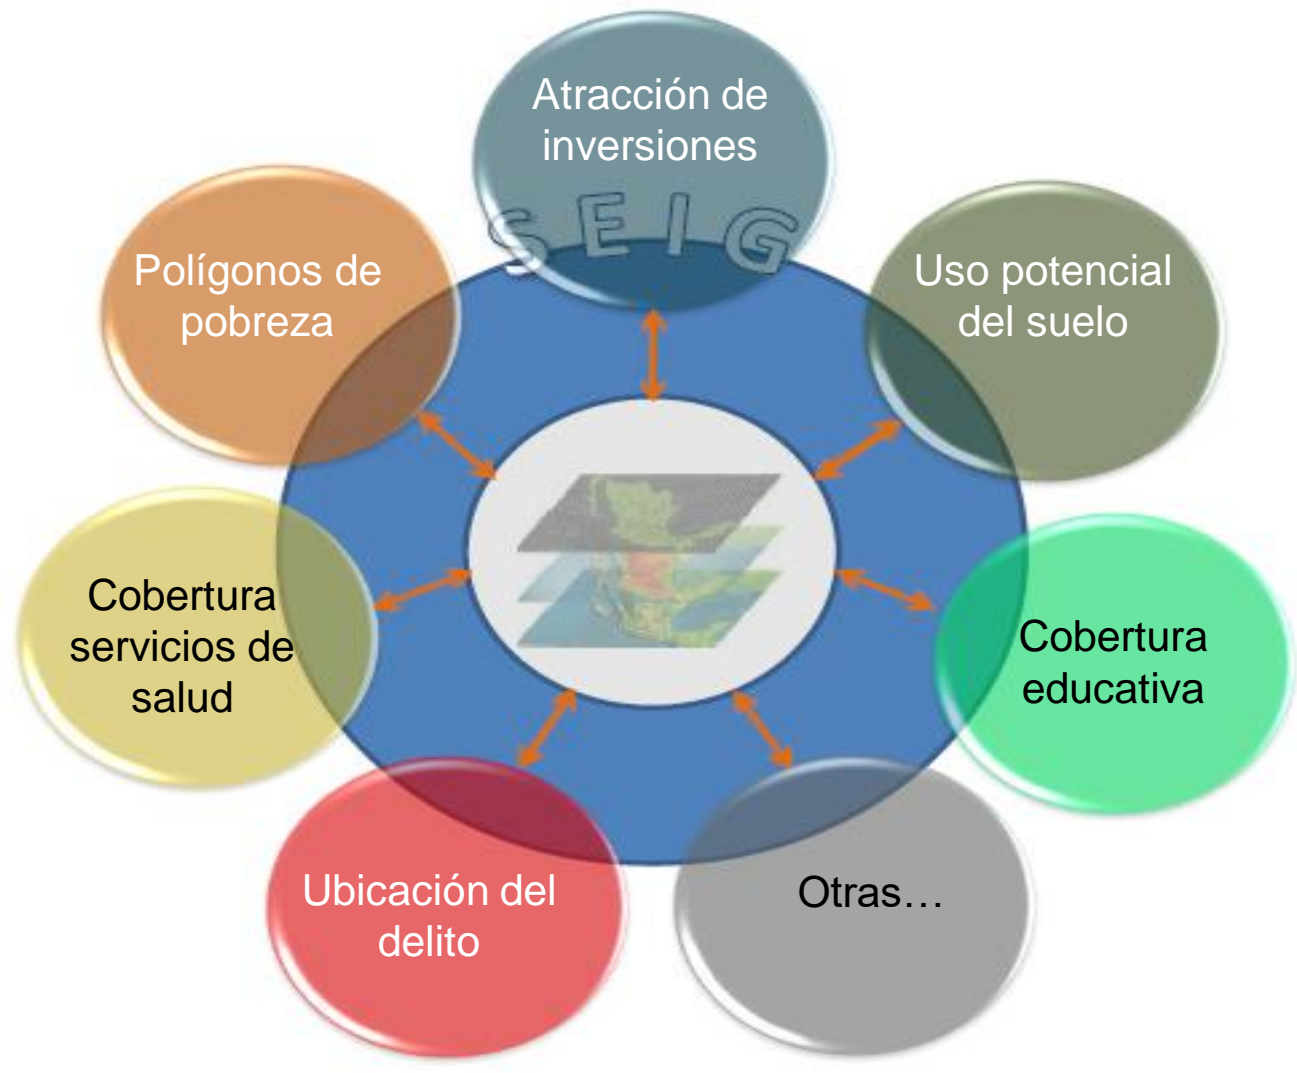 Atracción de
inversiones
SEIG
Polígonos de
pobreza
Uso potencial
del suelo
Cobertura
servicios de
salud
Cobertura
educativa
Ubicación del
delito
Otras…